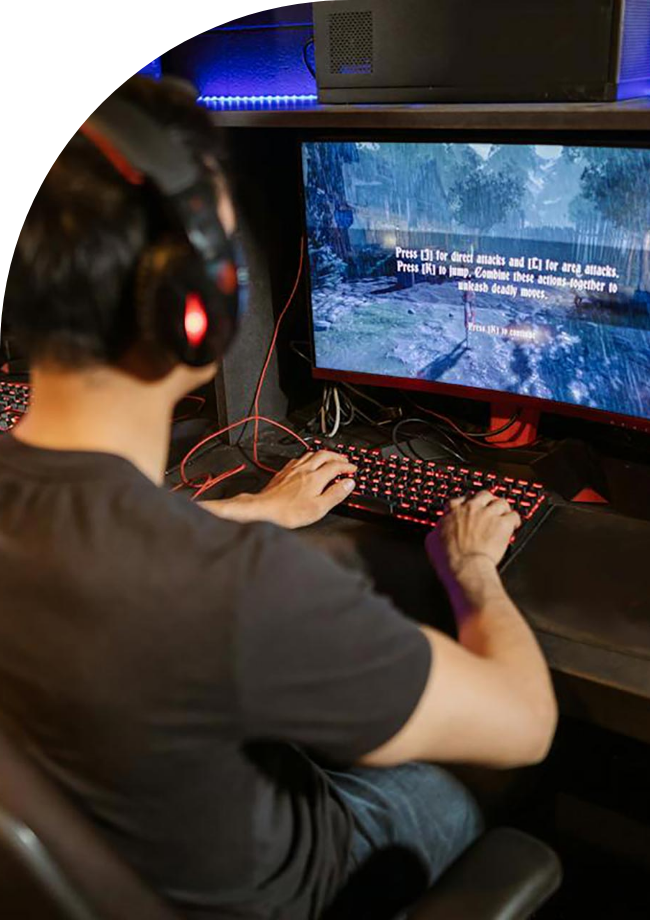 Press [J] for direct attacks and [L] for area attacks.
Press [K] to jump. Combine these actions together to
unleash deadly moves.
Press [K] to continue